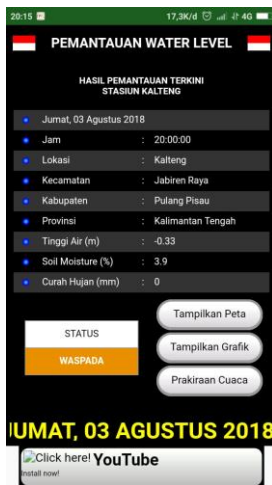 20:15 17,3K/d 4G
PEMANTAUAN WATER LEVEL
HASIL PEMANTAUAN TERKINI
STASIUN KALTENG
Jumat, 03 Agustus 2018
Jam : 20:00:00
Lokasi : Kalteng
Kecamatan : Jabiren Raya
Kabupaten : Pulang Pisau
Provinsi : Kalimantan Tengah
Tinggi Air (m) : -0.33
Soil Moisture (%) : 3.9
Curah Hujan (mm) : 0
STATUS
WASPADA
Tampilkan Peta
Tampilkan Grafik
Prakiraan Cuaca
JUMAT, 03 AGUSTUS 2018
Click here! YouTube
Install now!